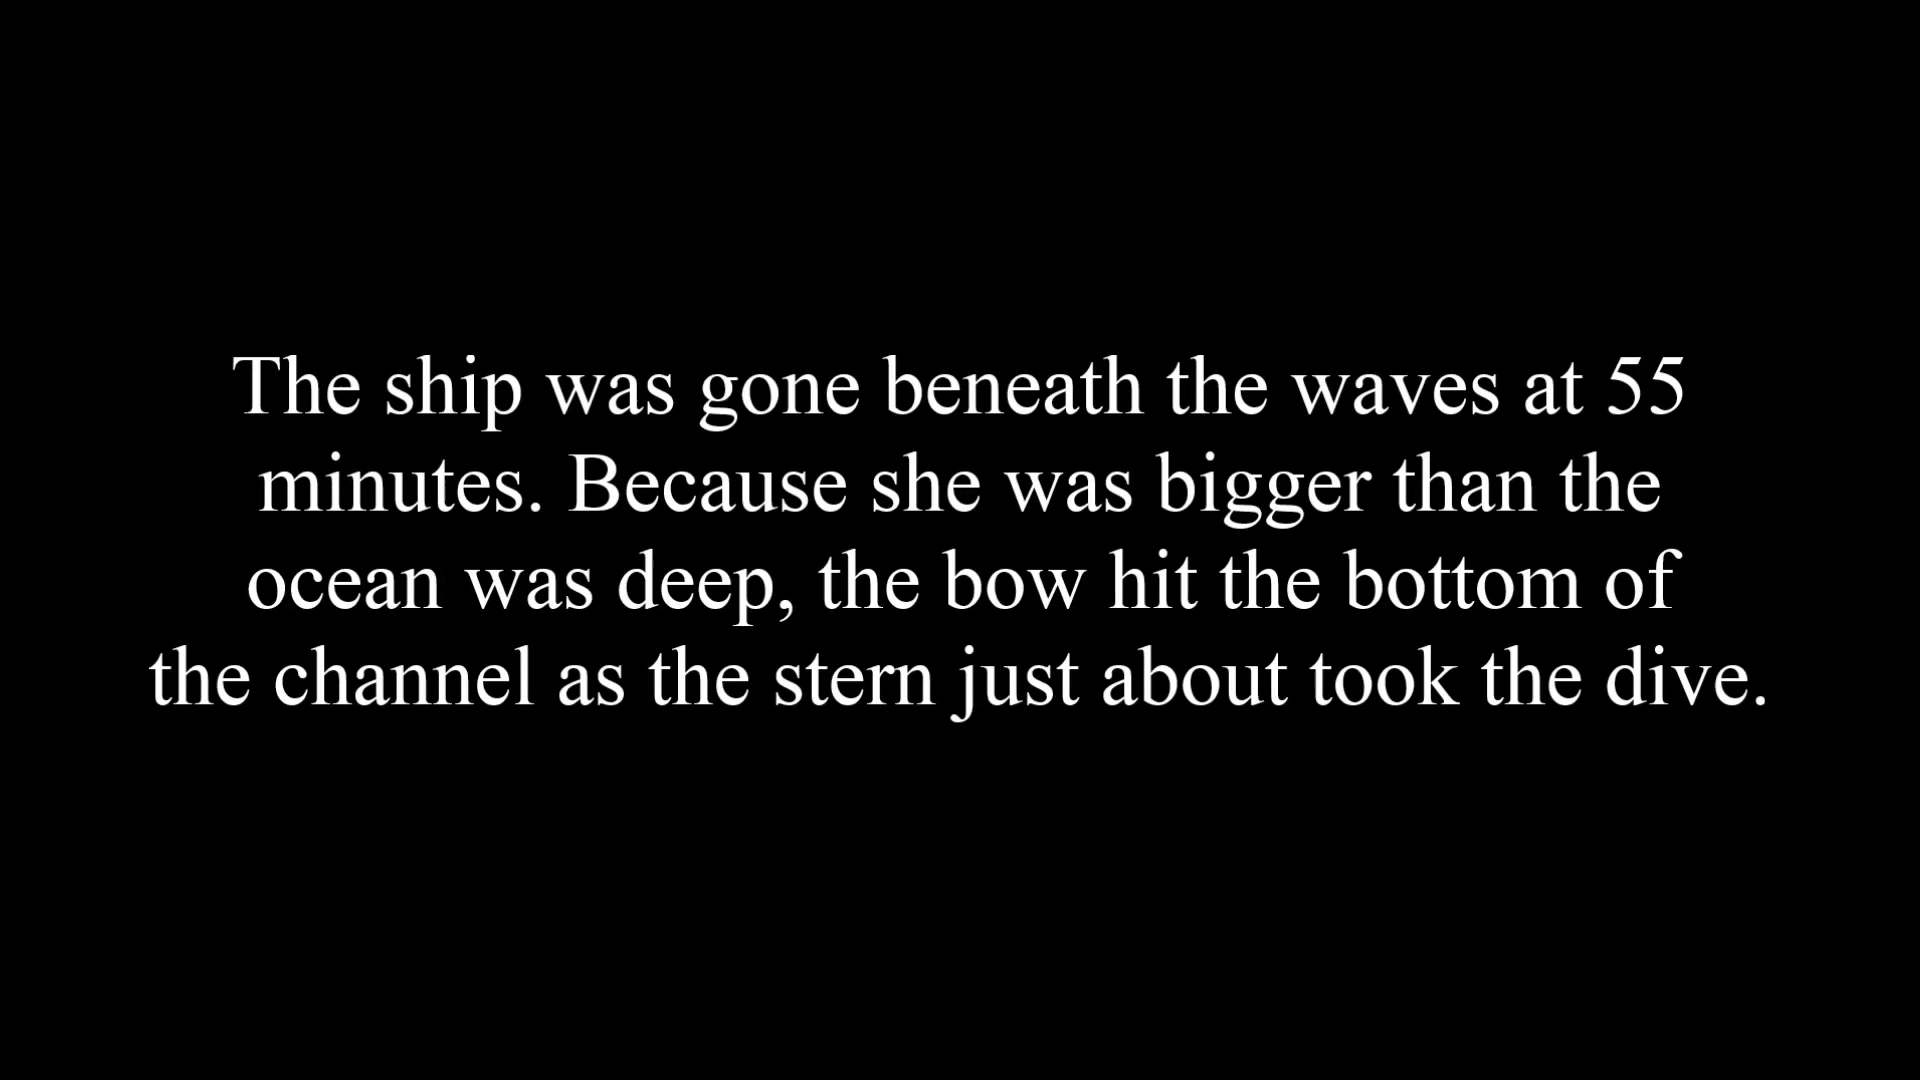 The ship was gone beneath the waves at 55
minutes. Because she was bigger than the
ocean was deep, the bow hit the bottom of
the channel as the stern just about took the dive.